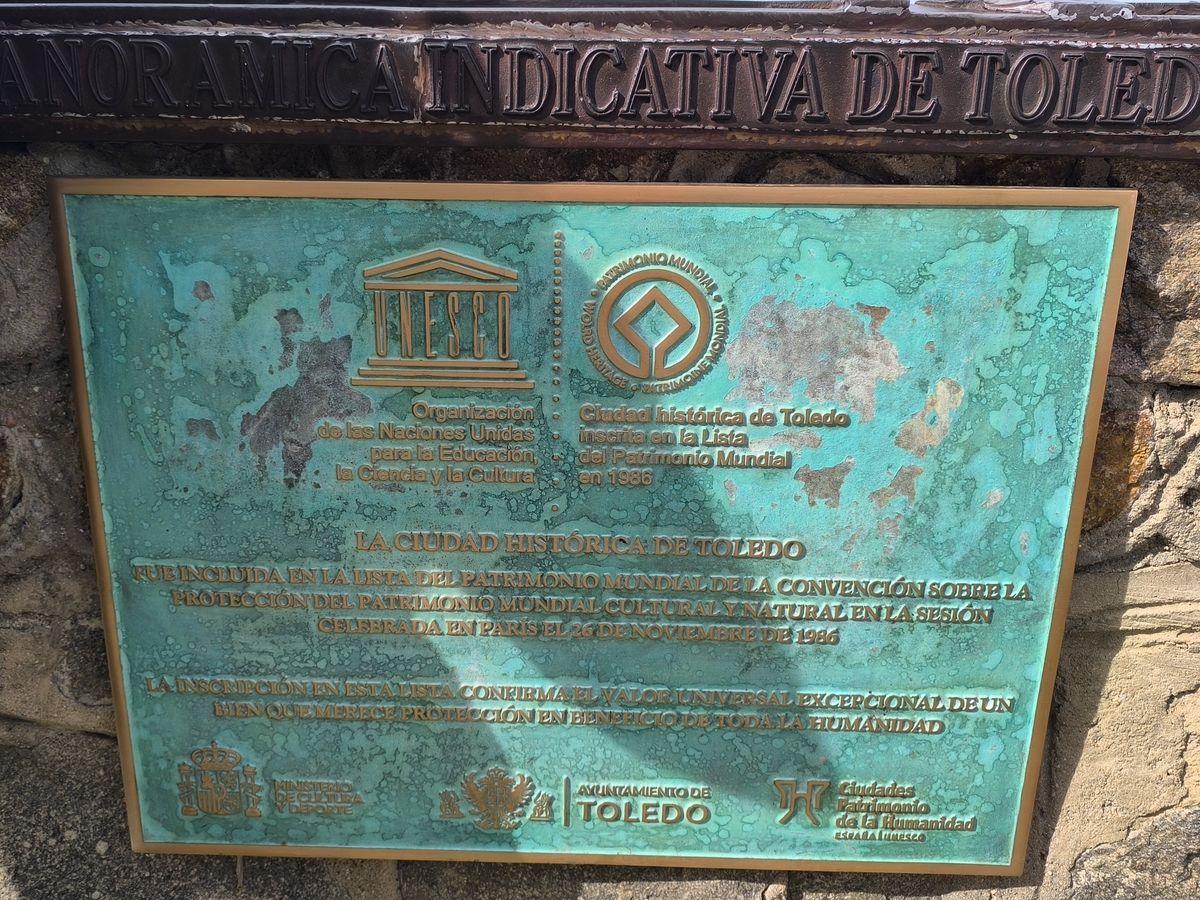 ANORAMICA INDICATIVA DE TOLED
UNESCO
PATRIMONIO MUNDIAL • WORLD HERITAGE • PATRIMOINE MONDIAL •
Organización
de las Naciones Unidas
para la Educación,
la Ciencia y la Cultura
Ciudad histórica de Toledo
inscrita en la Lista
del Patrimonio Mundial
en 1986
LA CIUDAD HISTÓRICA DE TOLEDO
FUE INCLUIDA EN LA LISTA DEL PATRIMONIO MUNDIAL DE LA CONVENCIÓN SOBRE LA
PROTECCIÓN DEL PATRIMONIO MUNDIAL CULTURAL Y NATURAL EN LA SESIÓN
CELEBRADA EN PARÍS EL 26 DE NOVIEMBRE DE 1986
LA INSCRIPCIÓN EN ESTA LISTA CONFIRMA EL VALOR UNIVERSAL EXCEPCIONAL DE UN
BIEN QUE MERECE PROTECCIÓN EN BENEFICIO DE TODA LA HUMANIDAD
MINISTERIO
DE CULTURA
Y DEPORTE
AYUNTAMIENTO DE
TOLEDO
Ciudades
Patrimonio
de la Humanidad
ESPAÑA | UNESCO